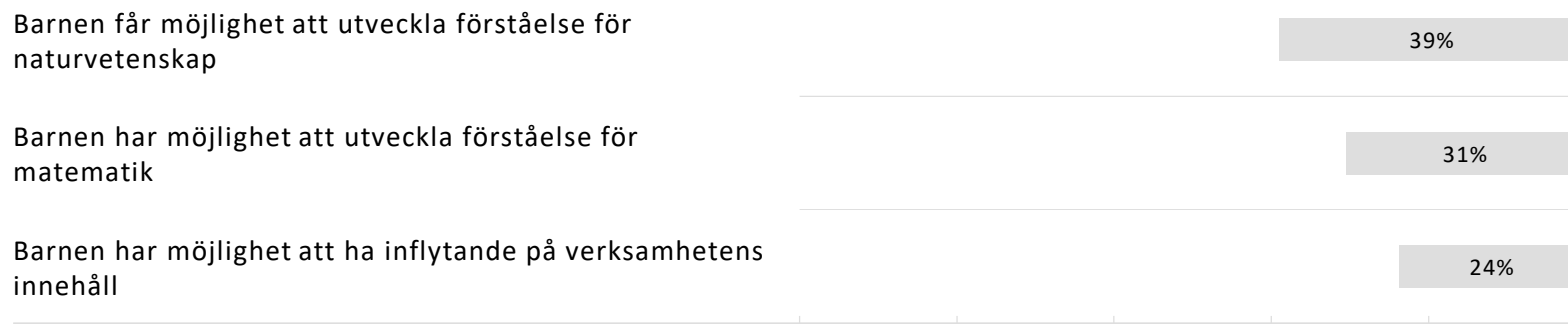 Barnen får möjlighet att utveckla förståelse för
naturvetenskap
39%
Barnen har möjlighet att utveckla förståelse för
matematik
31%
Barnen har möjlighet att ha inflytande på verksamhetens
innehåll
24%